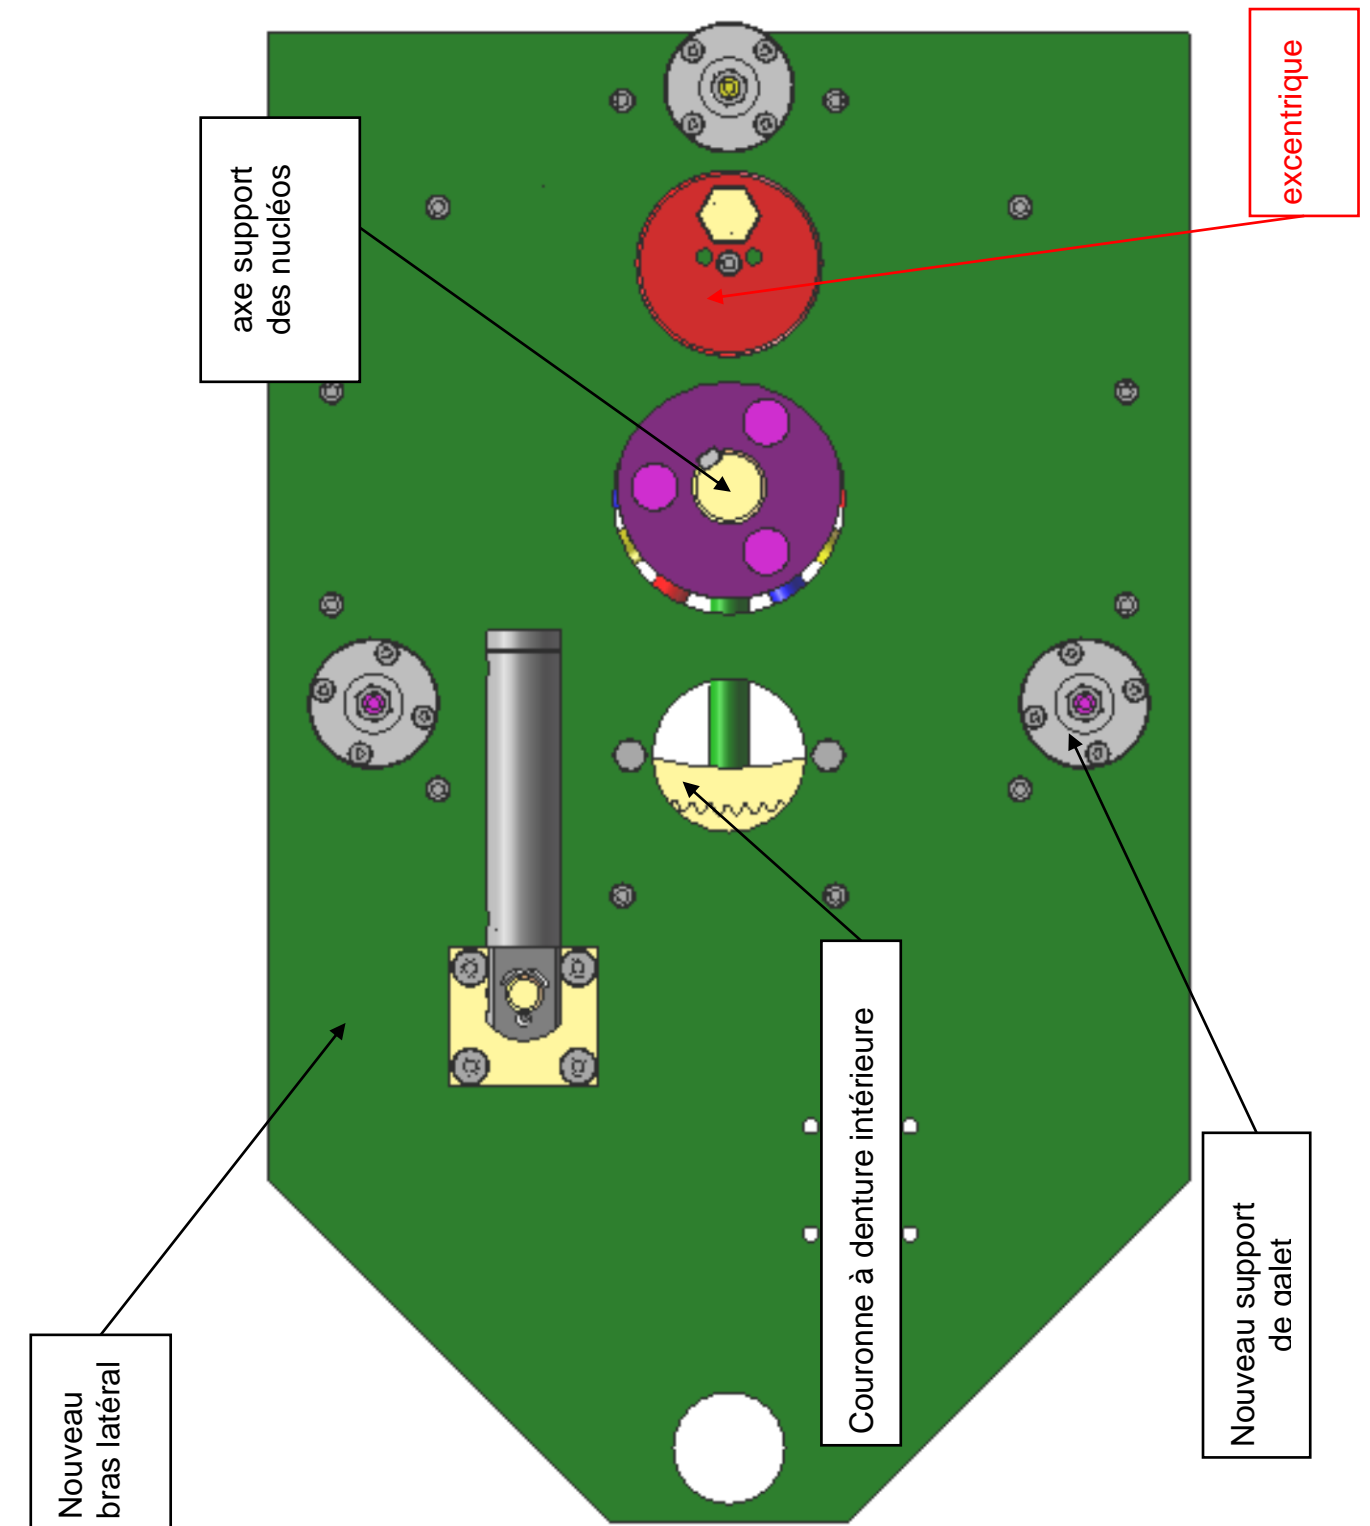 axe support
des nucléos
excentrique
Couronne à denture intérieure
Nouveau support
de galet
Nouveau
bras latéral